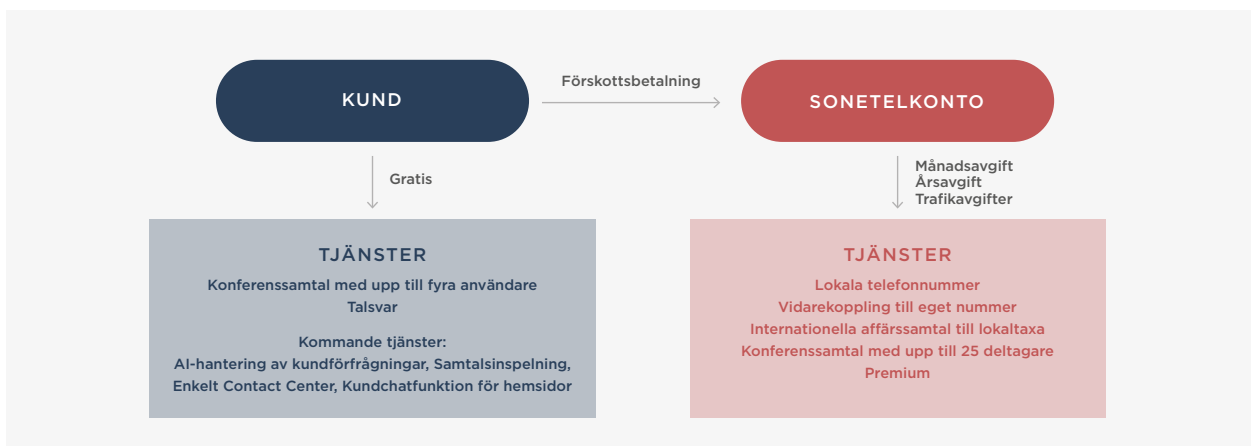 KUND
Förskottsbetalning
SONETELKONTO
Gratis
Månadsavgift
Årsavgift
Trafikavgifter
TJÄNSTER
Konferenssamtal med upp till fyra användare
Talsvar
Kommande tjänster:
AI-hantering av kundförfrågningar, Samtalsinspelning,
Enkelt Contact Center, Kundchatfunktion för hemsidor
TJÄNSTER
Lokala telefonnummer
Vidarekoppling till eget nummer
Internationella affärssamtal till lokaltaxa
Konferenssamtal med upp till 25 deltagare
Premium